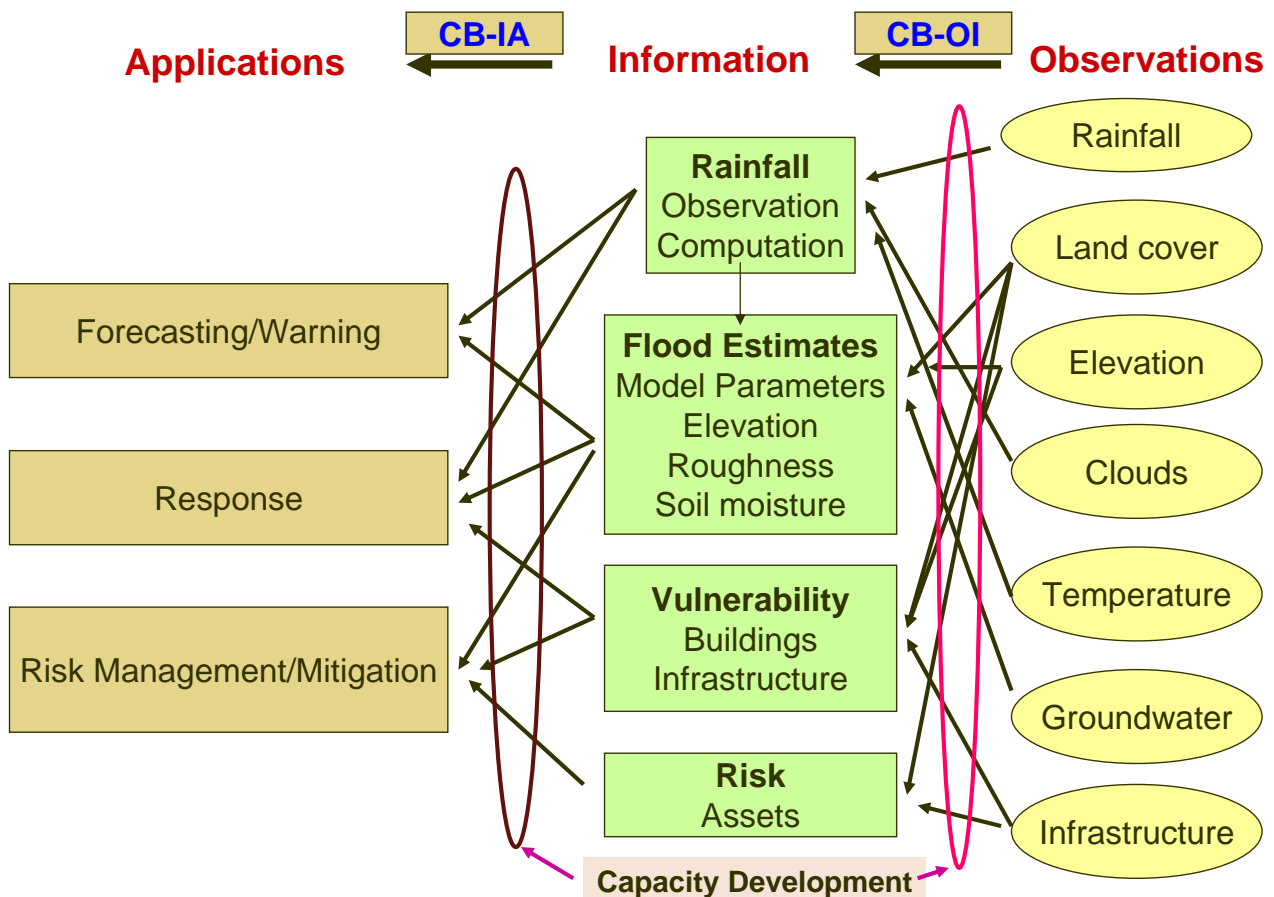 CB-IA
CB-OI
Applications
Information
Observations
Forecasting/Warning
Response
Risk Management/Mitigation
Rainfall
Observation
Computation
Flood Estimates
Model Parameters
Elevation
Roughness
Soil moisture
Vulnerability
Buildings
Infrastructure
Risk
Assets
Rainfall
Land cover
Elevation
Clouds
Temperature
Groundwater
Infrastructure
Capacity Development